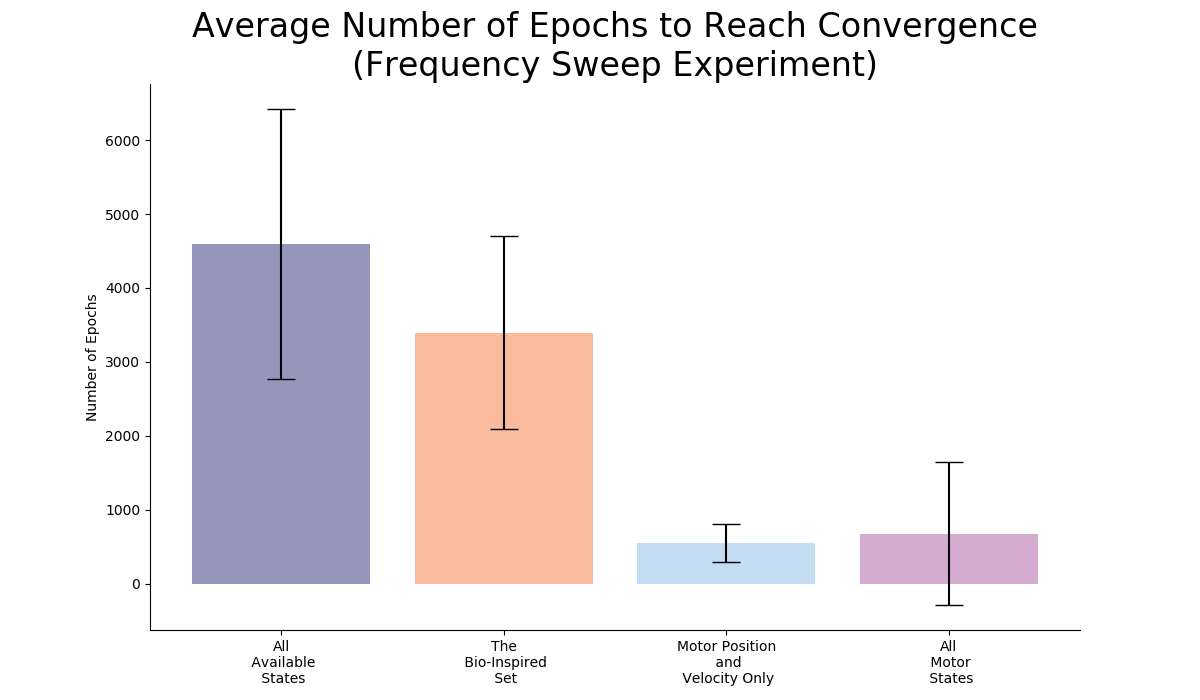 Average Number of Epochs to Reach Convergence
(Frequency Sweep Experiment)
Number of Epochs
6000
5000
4000
3000
2000
1000
0
All
Available
States
The
Bio-Inspired
Set
Motor Position
and
Velocity Only
All
Motor
States